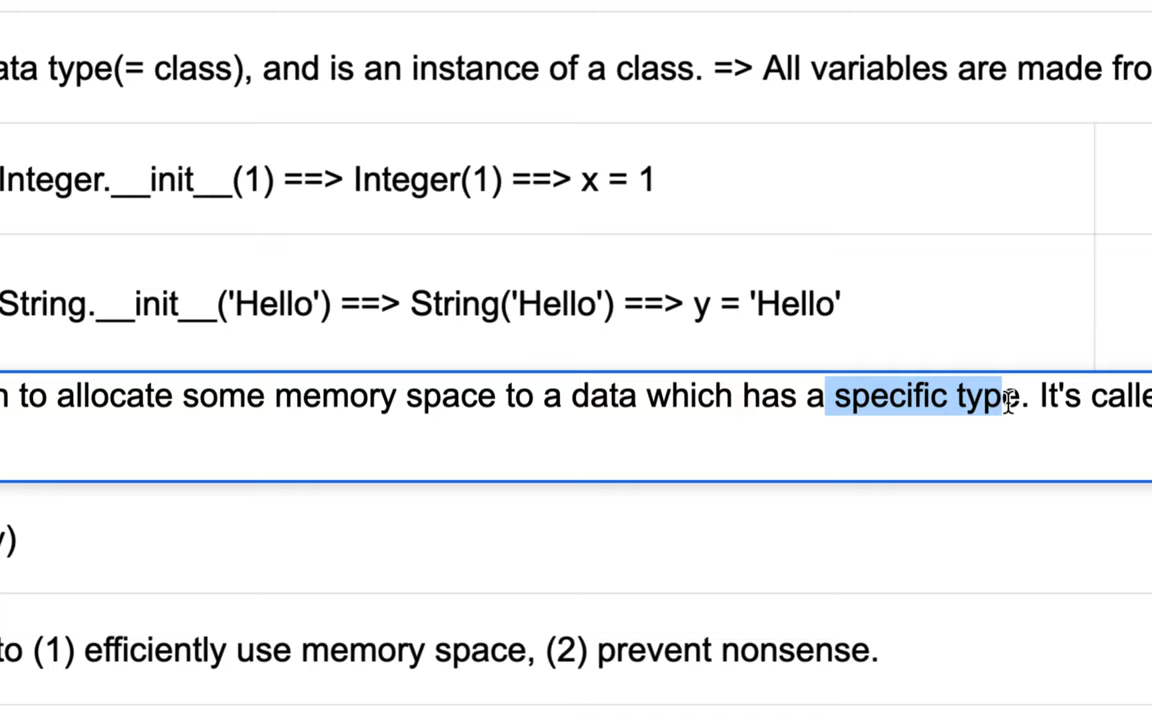 ata type(= class), and is an instance of a class. => All variables are made fro
Integer.__init__(1) ==> Integer(1) ==> x = 1
String.__init__('Hello') ==> String('Hello') ==> y = 'Hello'
n to allocate some memory space to a data which has a specific type. It's calle
)
to (1) efficiently use memory space, (2) prevent nonsense.